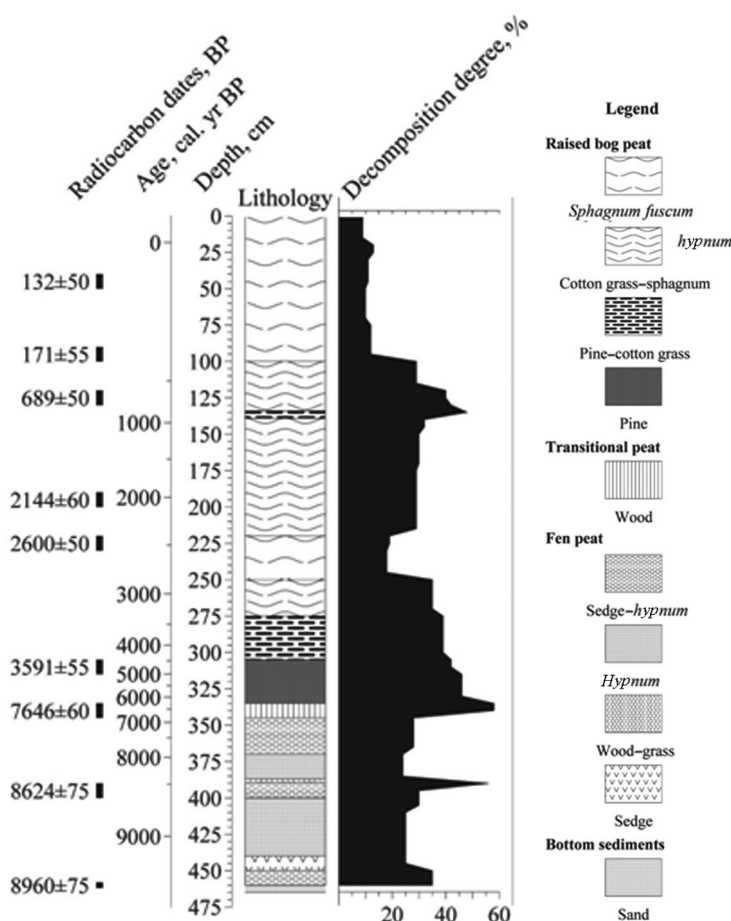 Radiocarbon dates, BP
Age, cal. yr BP
Depth, cm
Lithology
Decomposition degree, %
132±50
171±55
689±50
2144±60
2600±50
3591±55
7646±60
8624±75
8960±75
0
1000
2000
3000
4000
5000
6000
7000
8000
9000
0
25
50
75
100
125
150
175
200
225
250
275
300
325
350
375
400
425
450
475
20 40 60
Legend
Raised bog peat
Sphagnum fuscum
hypnum
Cotton grass–sphagnum
Pine–cotton grass
Pine
Transitional peat
Wood
Fen peat
Sedge–hypnum
Hypnum
Wood–grass
Sedge
Bottom sediments
Sand